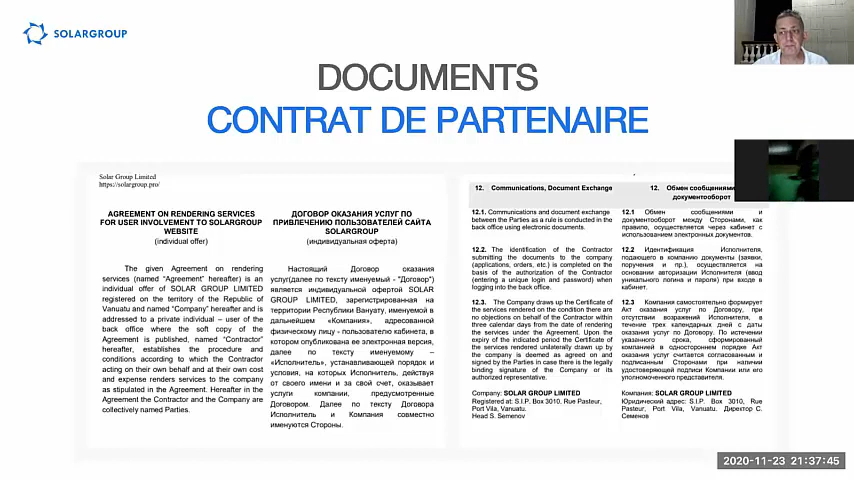 SOLARGROUP
DOCUMENTS
CONTRAT DE PARTENAIRE
Solar Group Limited
https://solargroup.pro/
AGREEMENT ON RENDERING SERVICES
FOR USER INVOLVEMENT TO SOLARGROUP
WEBSITE
(individual offer)
The given Agreement on rendering
services (named "Agreement" hereafter) is an
individual offer of SOLAR GROUP LIMITED
registered on the territory of the Republic of
Vanuatu and named "Company" hereafter and is
addressed to a private individual – user of the
back office where the soft copy of the
Agreement is published, named "Contractor"
hereafter, establishes the procedure and
conditions according to which the Contractor
acting on their own behalf and at their own cost
and expense renders services to the company
as stipulated in the Agreement. Hereafter in the
Agreement the Contractor and the Company are
collectively named Parties.
ДОГОВОР ОКАЗАНИЯ УСЛУГ ПО
ПРИВЛЕЧЕНИЮ ПОЛЬЗОВАТЕЛЕЙ САЙТА
SOLARGROUP
(индивидуальная оферта)
Настоящий Договор оказания
услуг(далее по тексту именуемый - "Договор")
является индивидуальной офертой SOLAR
GROUP LIMITED, зарегистрированная на
территории Республики Вануату, именуемой в
дальнейшем «Компания», адресованной
физическому лицу - пользователю кабинета, в
котором опубликована ее электронная версия,
далее по тексту именуемому –
«Исполнитель», устанавливающей порядок и
условия, на которых Исполнитель, действуя
от своего имени и за свой счет, оказывает
услуги компании, предусмотренные
Договором. Далее по тексту Договора
Исполнитель и Компания совместно
именуются Стороны.
12. Communications, Document Exchange
12.1. Communications and document exchange
between the Parties as a rule is conducted in the
back office using electronic documents.
12.2. The identification of the Contractor
submitting the documents to the company
(applications, orders, etc.) is completed on the
basis of the authorization of the Contractor
(entering a unique login and password) when
logging into the back office.
12.3. The Company draws up the Certificate of
the services rendered on the condition there are
no objections on behalf of the Contractor within
three calendar days from the date of rendering
the services under the Agreement. Upon the
expiry of the indicated period the Certificate of
the services rendered unilaterally drawn up by
the company is deemed as agreed on and
signed by the Parties in case there is the legally
binding signature of the Company or its
authorized representative.
Company: SOLAR GROUP LIMITED
Registered at: S.I.P. Box 3010, Rue Pasteur,
Port Vila, Vanuatu.
Head S. Semenov
12. Обмен сообщениями
документооборот
12.1 Обмен сообщениями и
документооборот между Сторонами, как
правило, осуществляется через кабинет с
использованием электронных документов.
12.2 Идентификация Исполнителя,
подающего в компанию документы (заявки,
поручения и пр.), осуществляется на
основании авторизации Исполнителя (ввод
уникального логина и пароля) при входе в
кабинет.
12.3 Компания самостоятельно формирует
Акт оказания услуг по Договору, при
отсутствии возражений Исполнителя, в
течение трех календарных дней с даты
оказания услуг по Договору. По истечении
указанного срока, сформированный
компанией в одностороннем порядке Акт
оказания услуг считается согласованным и
подписанным Сторонами при наличии
удостоверяющей подписи Компании или его
уполномоченного представителя.
Компания: SOLAR GROUP LIMITED
Юридический адрес: S.I.P. Box 3010, Rue
Pasteur, Port Vila, Vanuatu. Директор С.
Семенов
2020-11-23 21:37:45